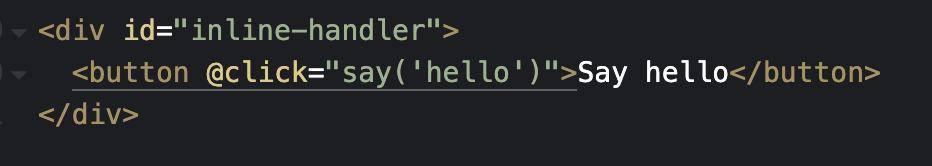 <div id="inline-handler">
  <button @click="say('hello')">Say hello</button>
</div>